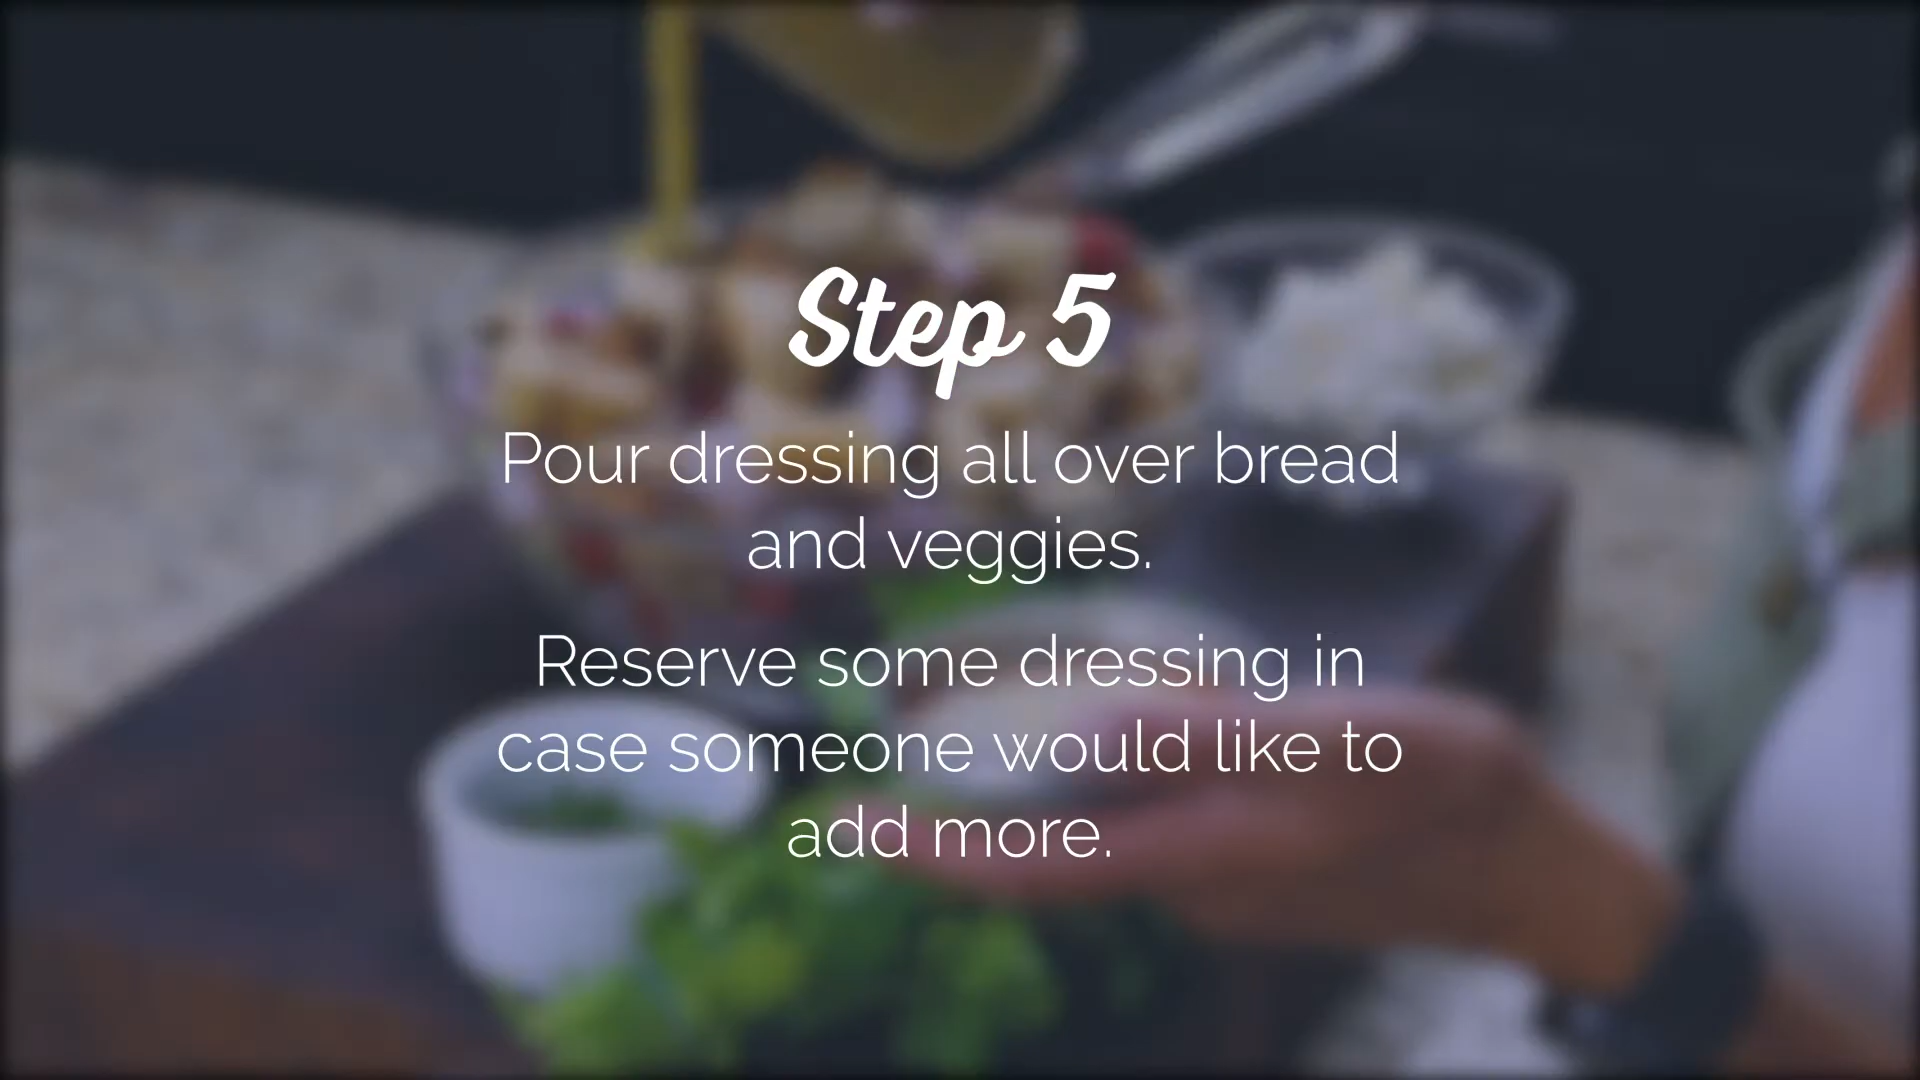 Step 5
Pour dressing all over bread
and veggies.
Reserve some dressing in
case someone would like to
add more.